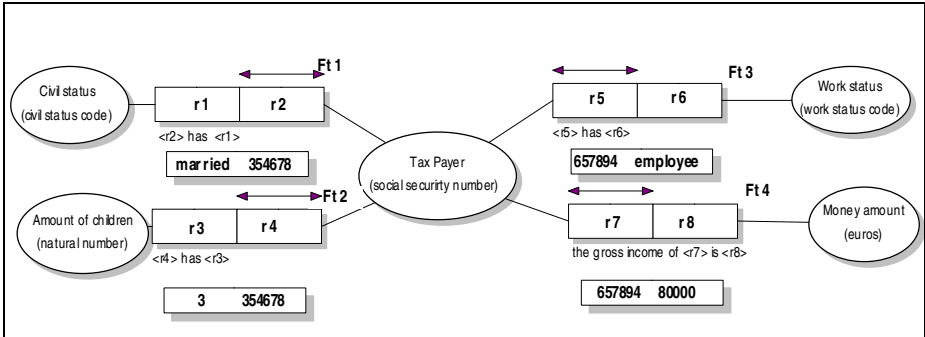 Ft 1
Civil status
(civil status code)
r1 r2
<r2> has <r1>
married 354678
Ft 3
r5 r6
<r5> has <r6>
657894 employee
Work status
(work status code)
Tax Payer
(social securirty number)
Ft 2
Amount of children
(natural number)
r3 r4
<r4> has <r3>
3 354678
Ft 4
r7 r8
the gross income of <r7> is <r8>
657894 80000
Money amount
(euros)